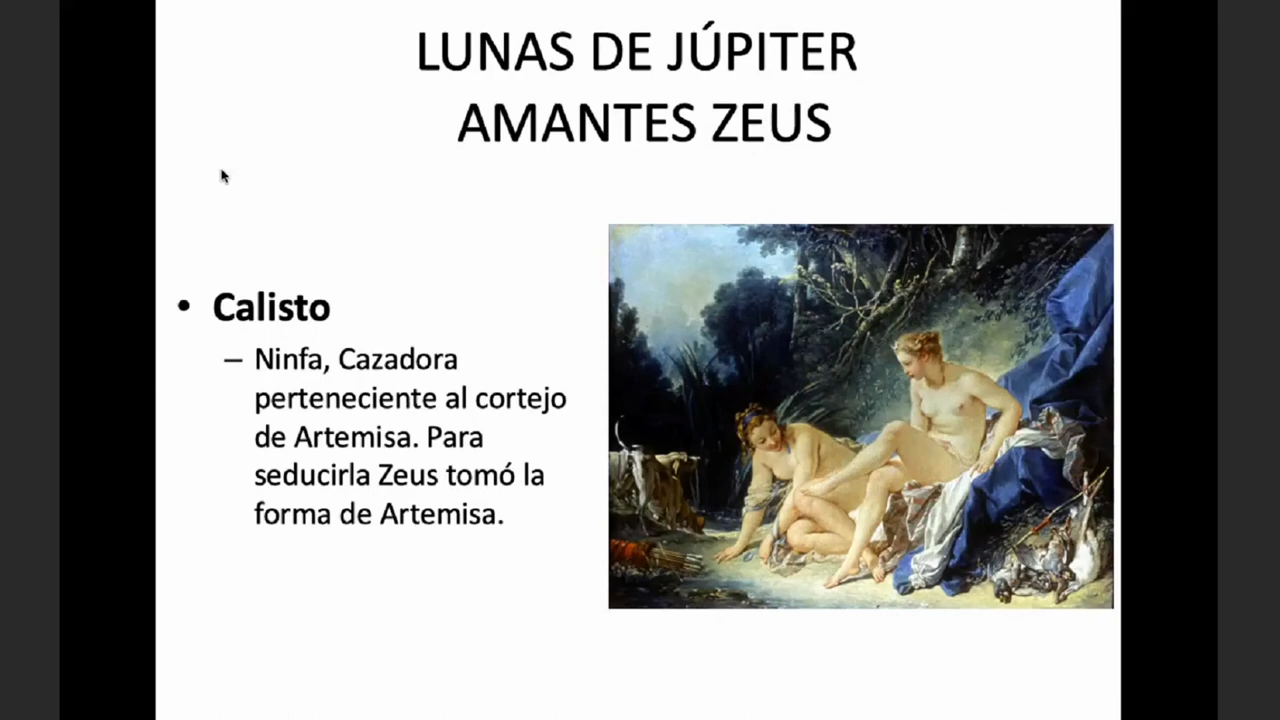 LUNAS DE JÚPITER
AMANTES ZEUS
• Calisto
– Ninfa, Cazadora
perteneciente al cortejo
de Artemisa. Para
seducirla Zeus tomó la
forma de Artemisa.